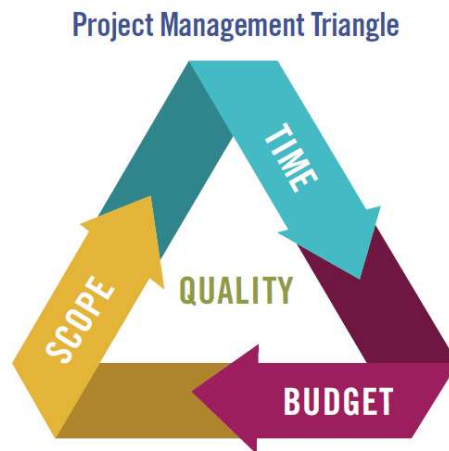 Project Management Triangle
TIME
SCOPE
QUALITY
BUDGET